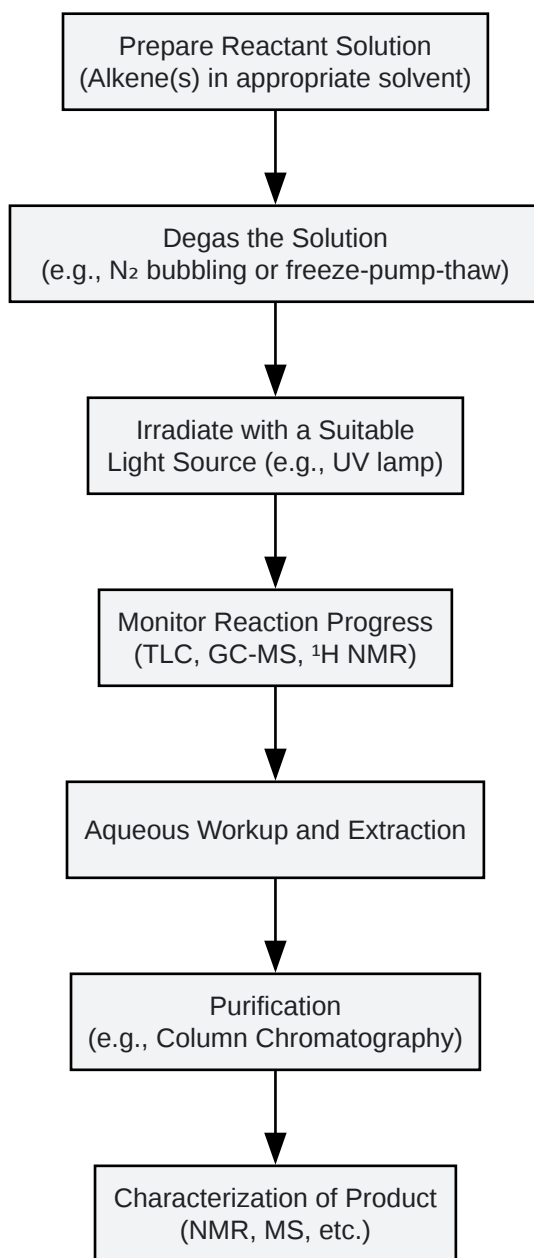 Prepare Reactant Solution
(Alkene(s) in appropriate solvent)
Degas the Solution
(e.g., N₂ bubbling or freeze-pump-thaw)
Irradiate with a Suitable
Light Source (e.g., UV lamp)
Monitor Reaction Progress
(TLC, GC-MS, ¹H NMR)
Aqueous Workup and Extraction
Purification
(e.g., Column Chromatography)
Characterization of Product
(NMR, MS, etc.)